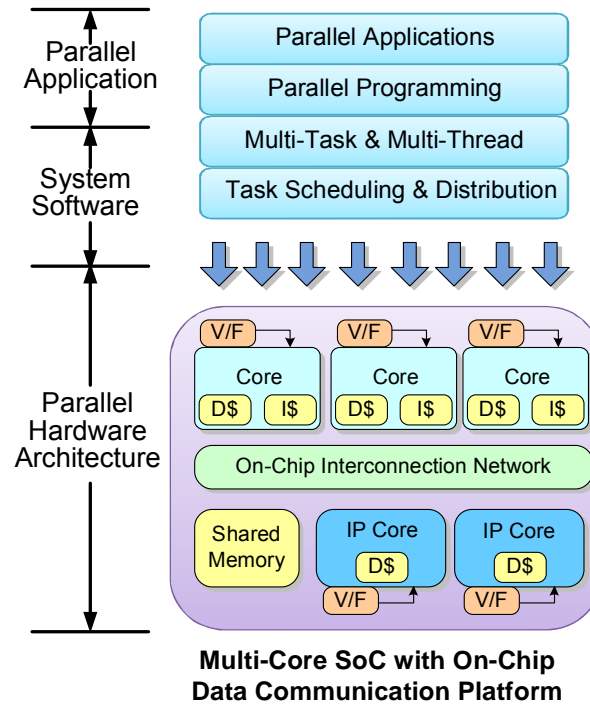 Parallel
Application
System
Software
Parallel
Hardware
Architecture
Parallel Applications
Parallel Programming
Multi-Task & Multi-Thread
Task Scheduling & Distribution
V/F V/F V/F
Core Core Core
D$ I$ D$ I$ D$ I$
On-Chip Interconnection Network
Shared
Memory
IP Core
D$
V/F
IP Core
D$
V/F
Multi-Core SoC with On-Chip
Data Communication Platform